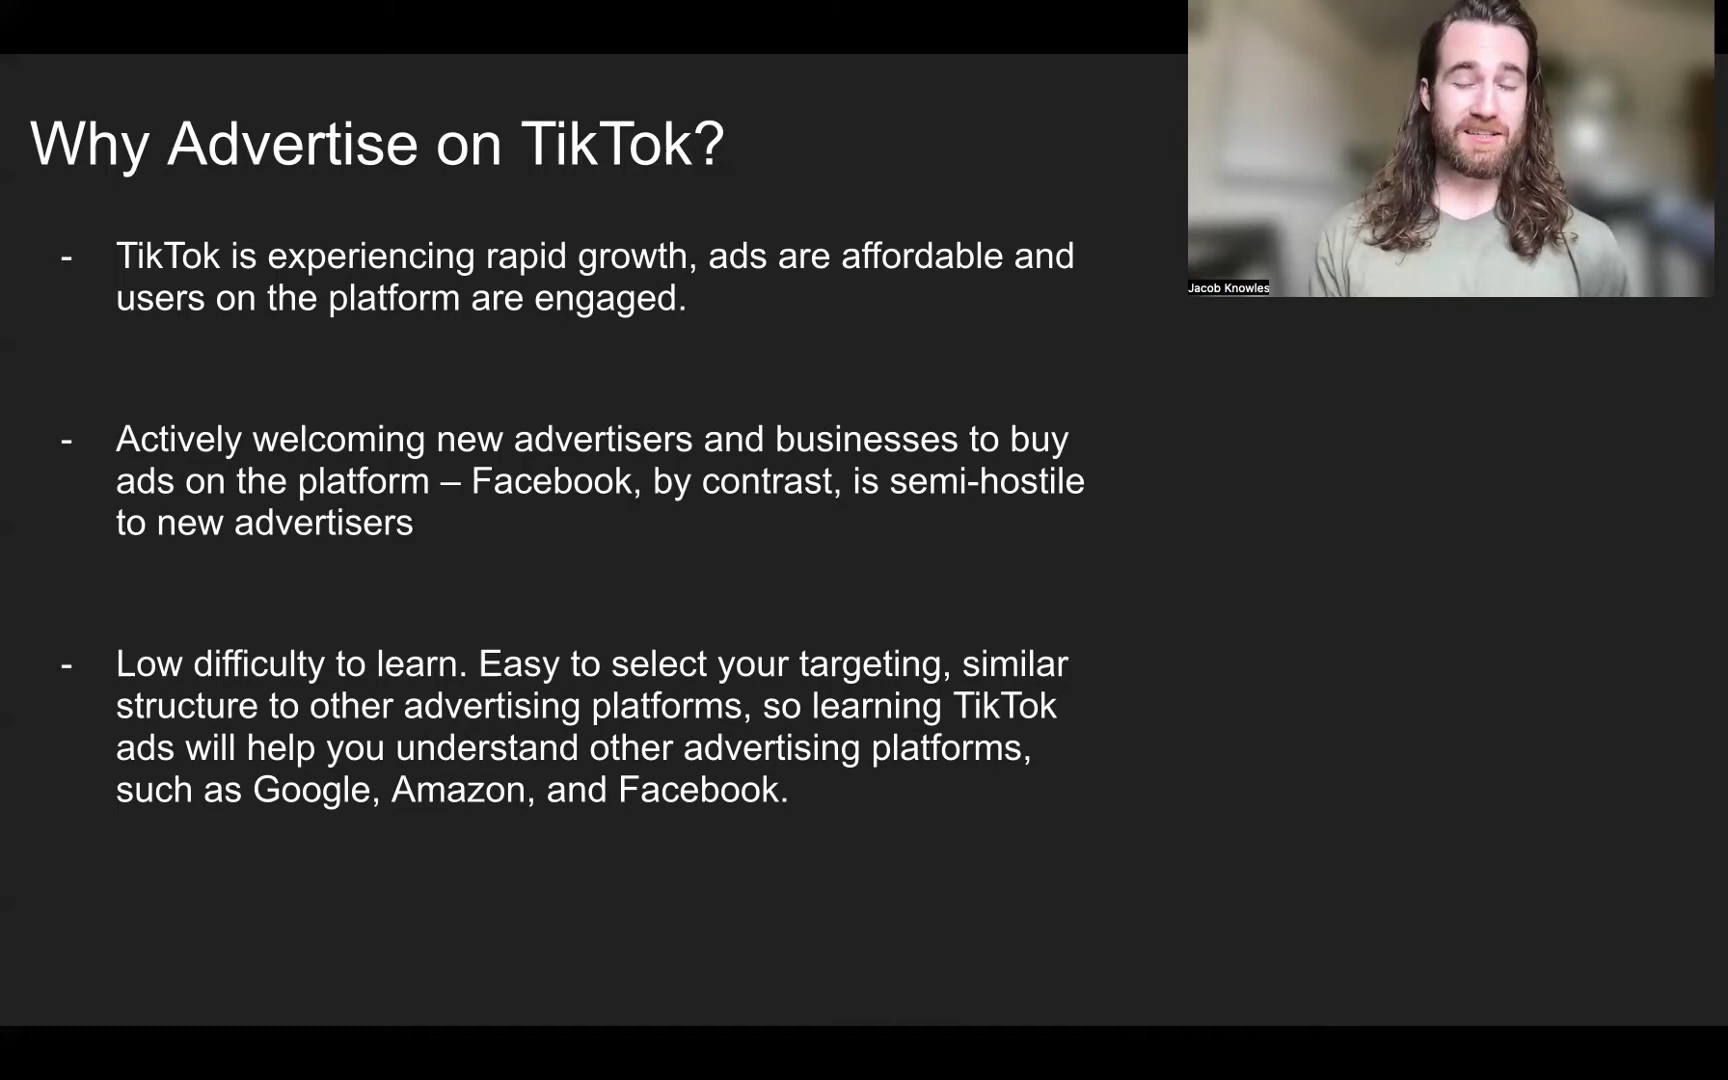 Why Advertise on TikTok?
- TikTok is experiencing rapid growth, ads are affordable and
users on the platform are engaged.
- Actively welcoming new advertisers and businesses to buy
ads on the platform – Facebook, by contrast, is semi-hostile
to new advertisers
- Low difficulty to learn. Easy to select your targeting, similar
structure to other advertising platforms, so learning TikTok
ads will help you understand other advertising platforms,
such as Google, Amazon, and Facebook.
Jacob Knowles